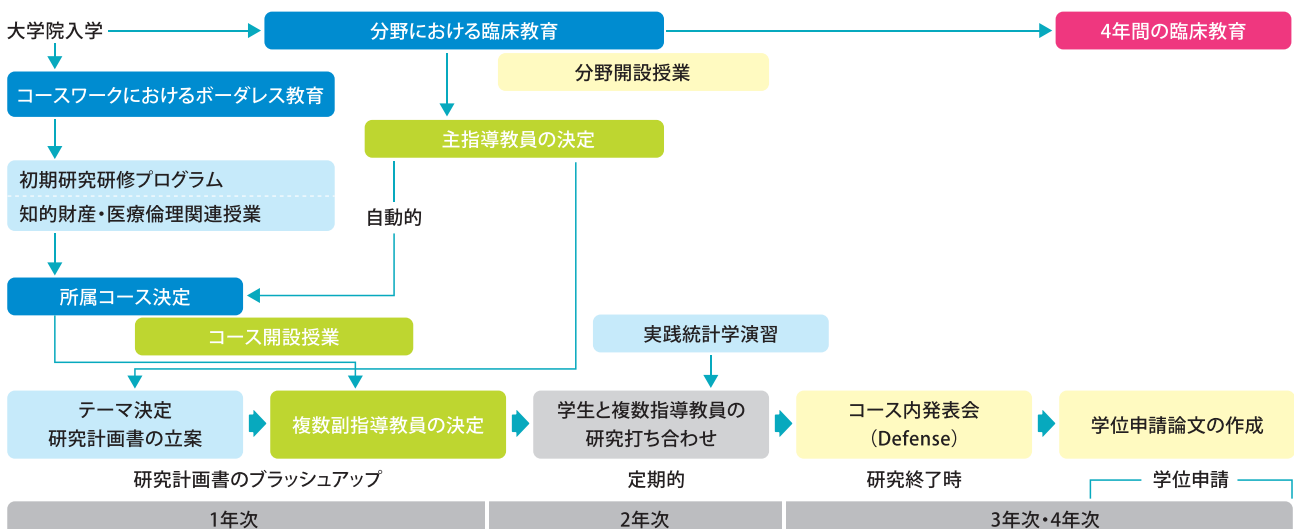 大学院入学
分野における臨床教育
4年間の臨床教育
分野開設授業
コースワークにおけるボーダレス教育
主指導教員の決定
初期研究研修プログラム
知的財産・医療倫理関連授業
自動的
所属コース決定
コース開設授業
実践統計学演習
テーマ決定
研究計画書の立案
複数副指導教員の決定
学生と複数指導教員の
研究打ち合わせ
コース内発表会
（Defense）
学位申請論文の作成
研究計画書のブラッシュアップ
定期的
研究終了時
学位申請
1年次
2年次
3年次・4年次